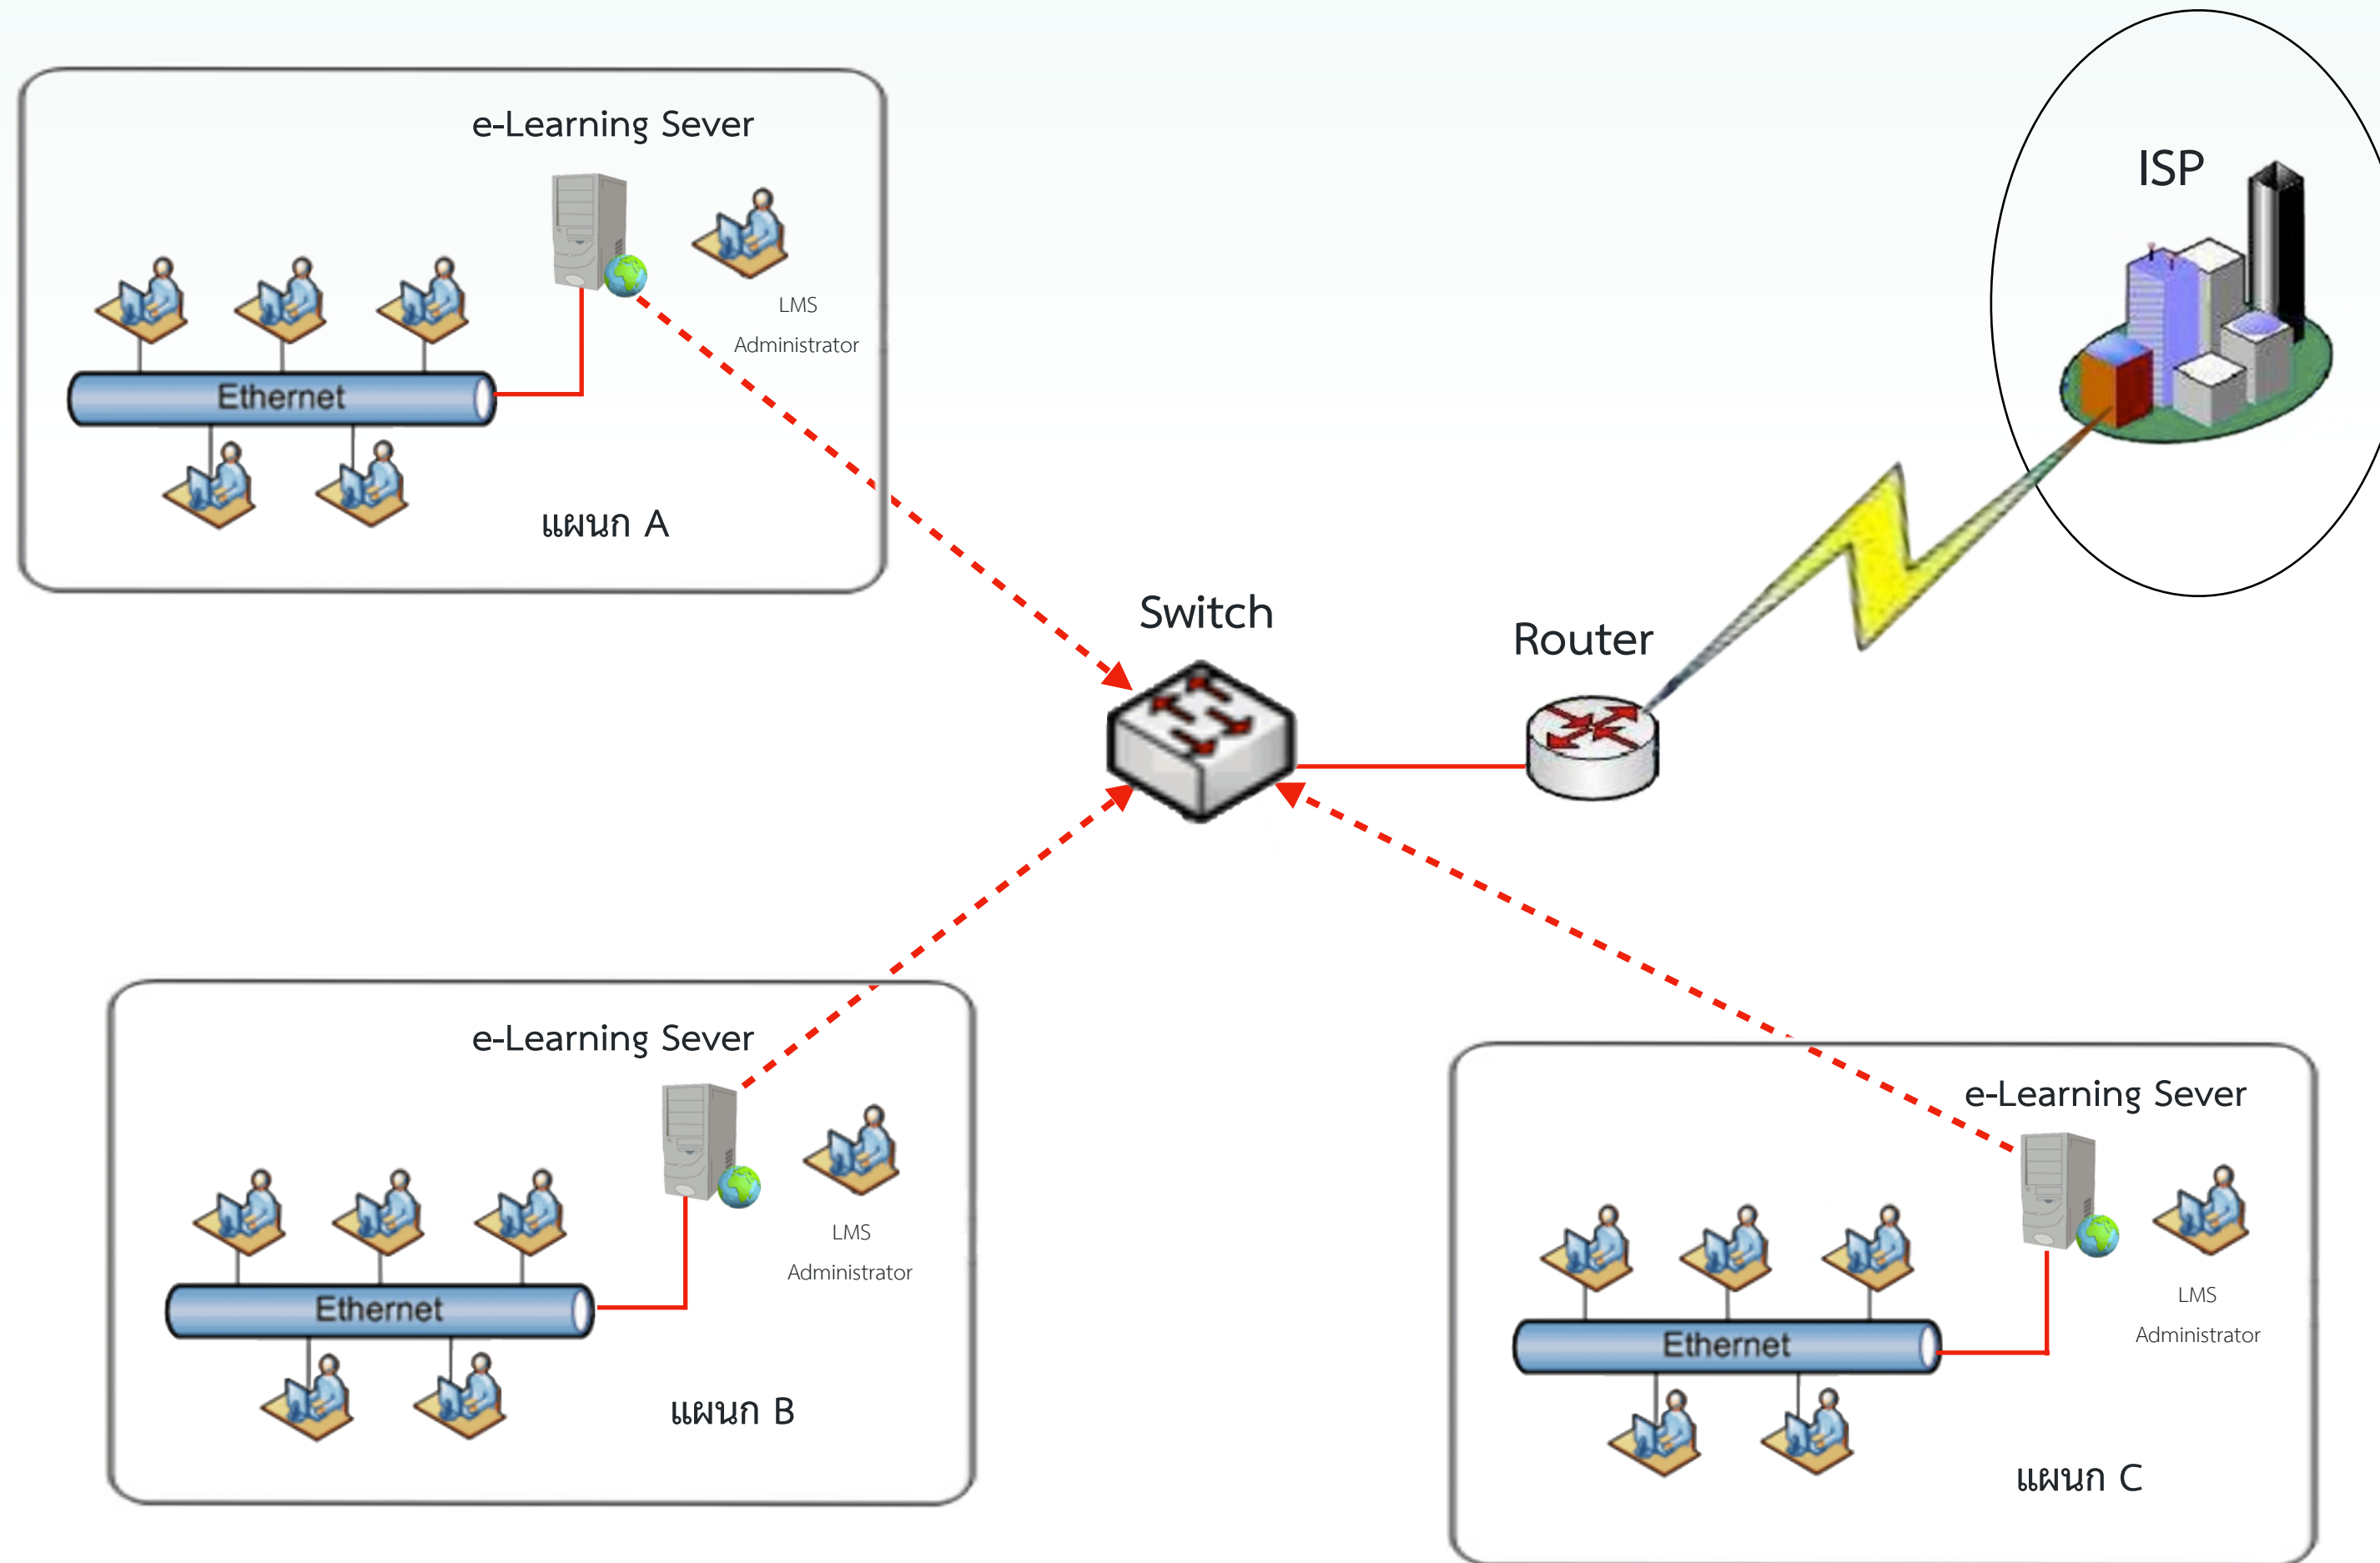 e-Learning Sever
LMS
Administrator
Ethernet
แผนก A
ISP
Switch
Router
e-Learning Sever
LMS
Administrator
Ethernet
แผนก B
e-Learning Sever
LMS
Administrator
Ethernet
แผนก C